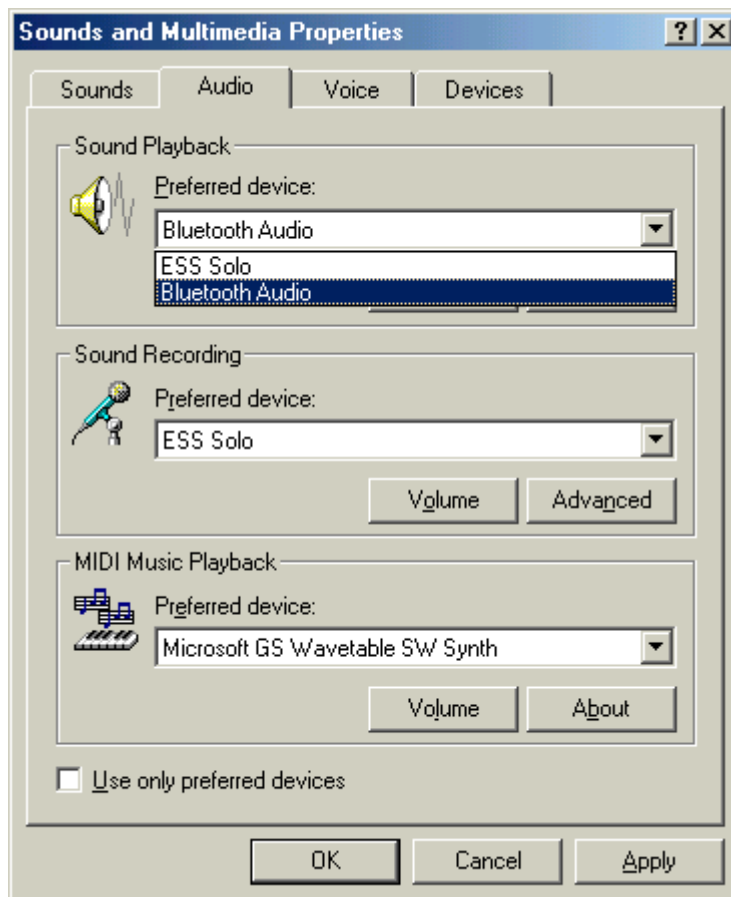 Sounds and Multimedia Properties
Sounds Audio Voice Devices
Sound Playback
Preferred device:
Bluetooth Audio
ESS Solo
Bluetooth Audio
Sound Recording
Preferred device:
ESS Solo
Volume Advanced
MIDI Music Playback
Preferred device:
Microsoft GS Wavetable SW Synth
Volume About
Use only preferred devices
OK Cancel Apply